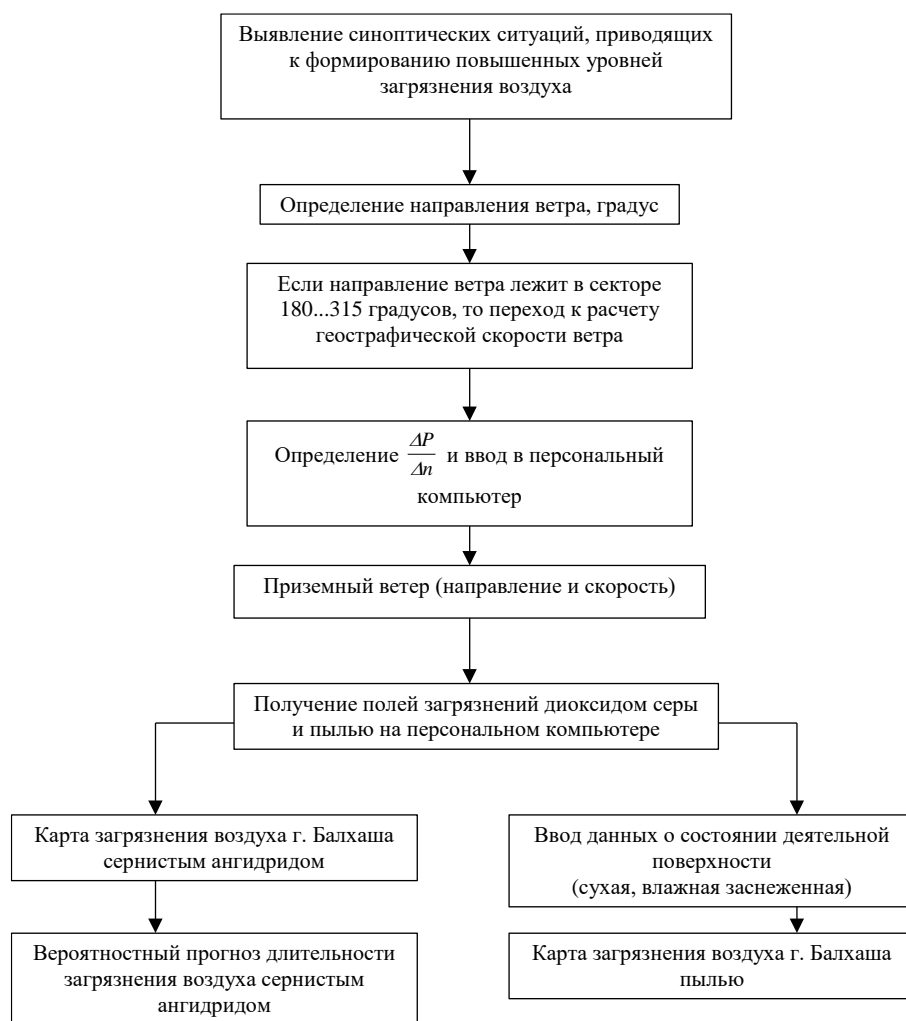 Выявление синоптических ситуаций, приводящих
к формированию повышенных уровней
загрязнения воздуха
Определение направления ветра, градус
Если направление ветра лежит в секторе
180...315 градусов, то переход к расчету
геострафической скорости ветра
Определение ΔP/Δn и ввод в персональный
компьютер
Приземный ветер (направление и скорость)
Получение полей загрязнений диоксидом серы
и пылью на персональном компьютере
Карта загрязнения воздуха г. Балхаша
сернистым ангидридом
Вероятностный прогноз длительности
загрязнения воздуха сернистым
ангидридом
Ввод данных о состоянии деятельной
поверхности
(сухая, влажная заснеженная)
Карта загрязнения воздуха г. Балхаша
пылью